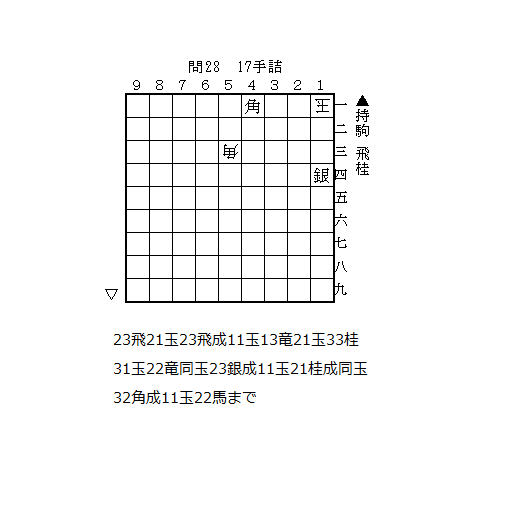 問28 17手詰
9 8 7 6 5 4 3 2 1
角 王 一
二
角 三
銀 四
五
六
七
八
九
▲持駒 飛桂
▽
23飛21玉23飛成11玉13竜21玉33桂
31玉22竜同玉23銀成11玉21桂成同玉
32角成11玉22馬まで